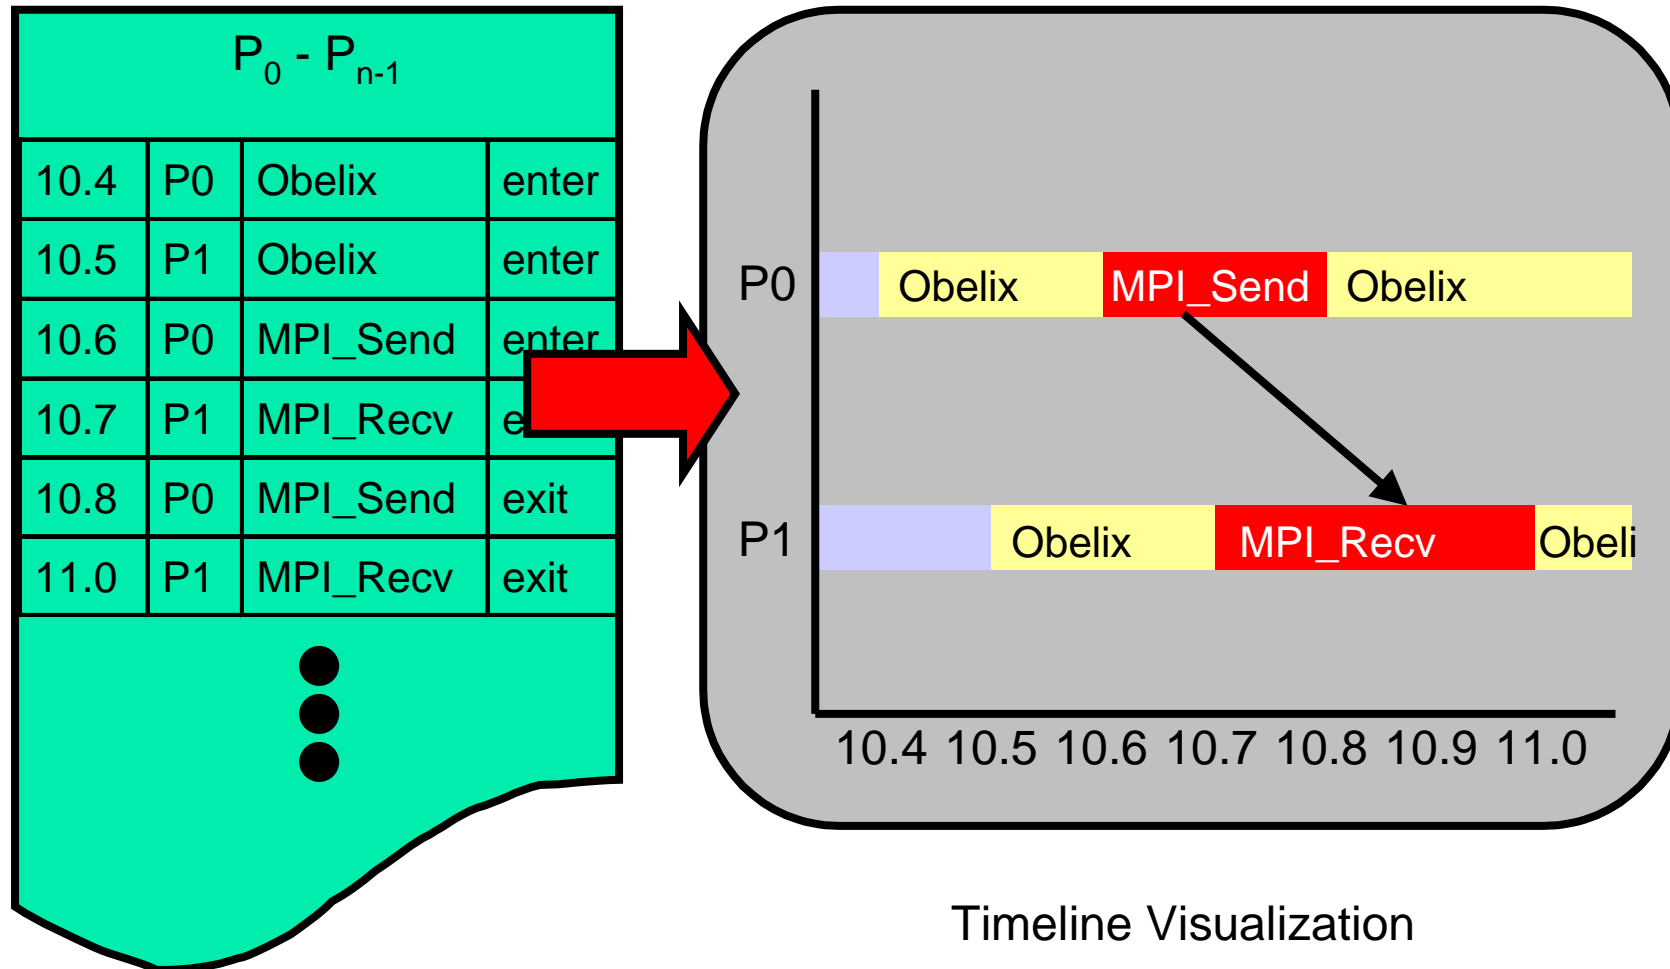 P0 - Pn-1
10.4 P0 Obelix enter
10.5 P1 Obelix enter
10.6 P0 MPI_Send enter
10.7 P1 MPI_Recv
10.8 P0 MPI_Send exit
11.0 P1 MPI_Recv exit
P0 Obelix MPI_Send Obelix
P1 Obelix MPI_Recv Obeli
10.4 10.5 10.6 10.7 10.8 10.9 11.0
Timeline Visualization